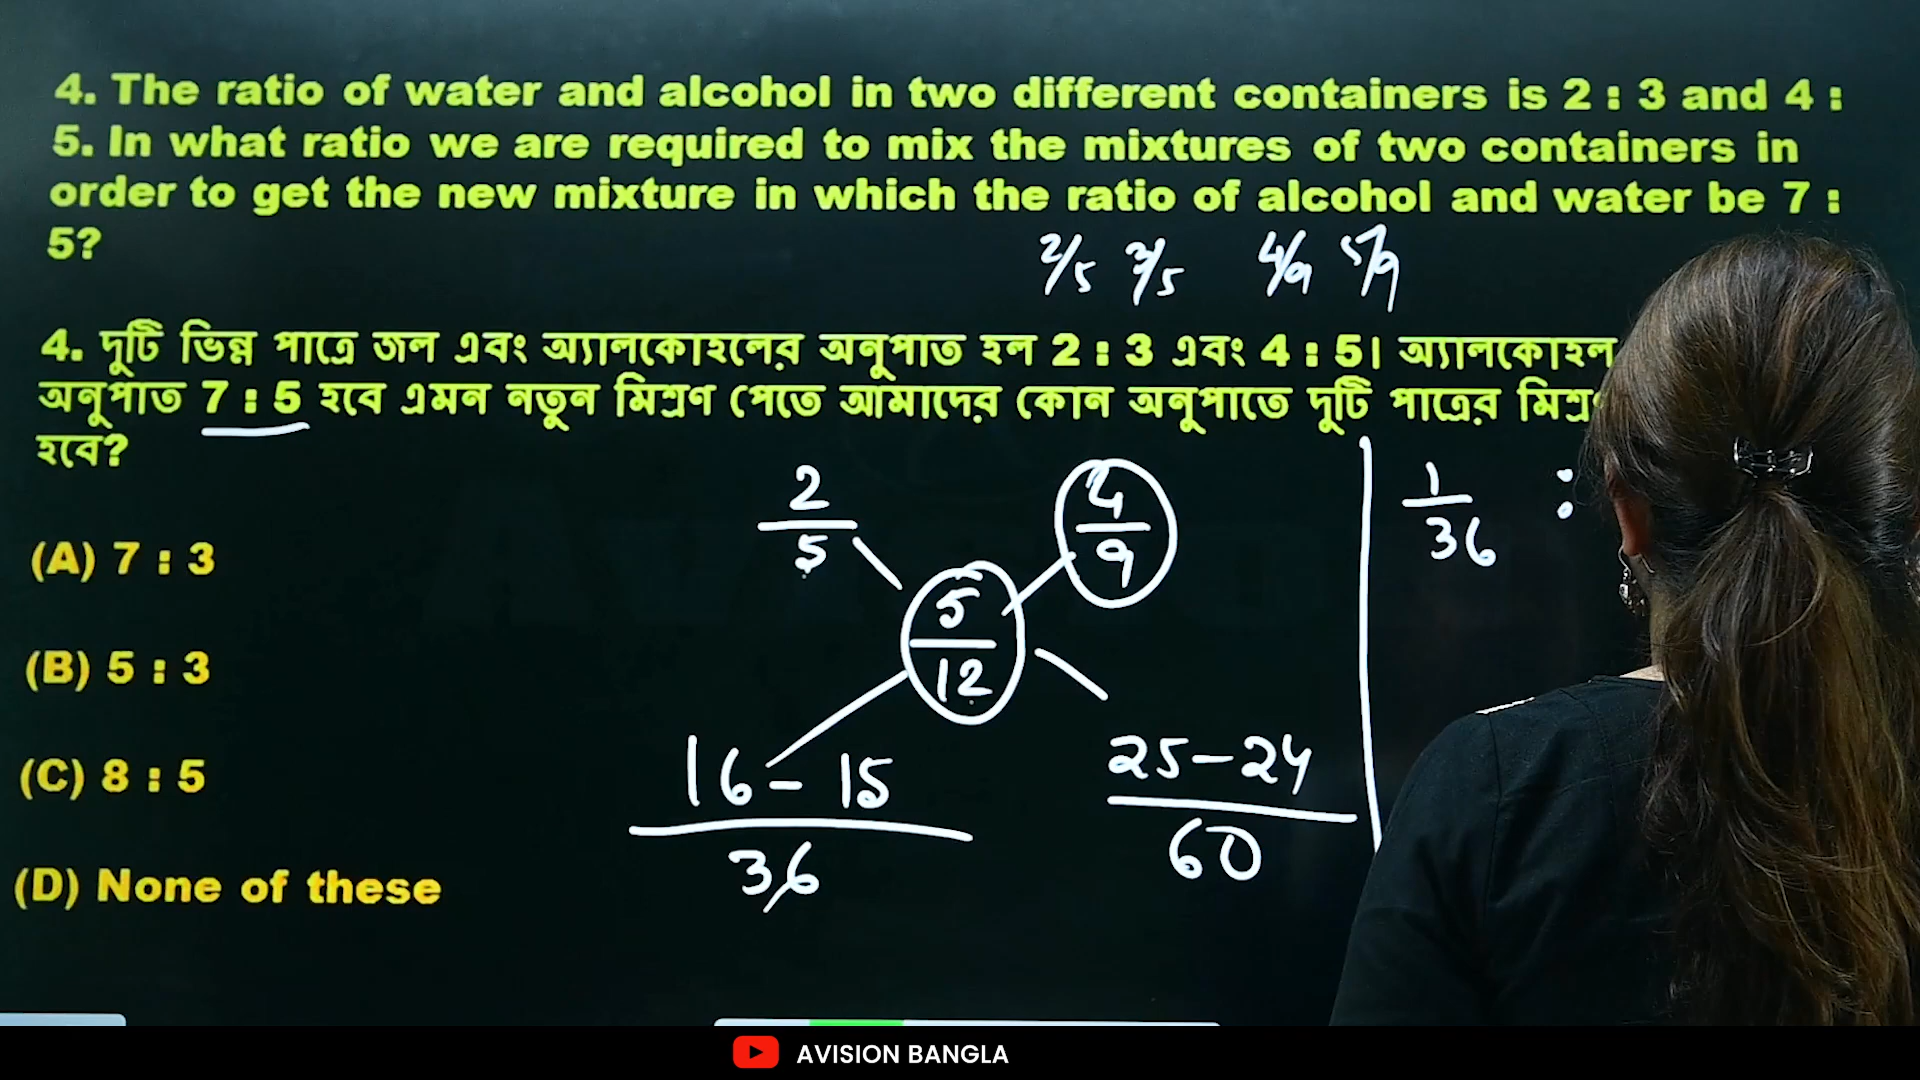 4. The ratio of water and alcohol in two different containers is 2 : 3 and 4 :
5. In what ratio we are required to mix the mixtures of two containers in
order to get the new mixture in which the ratio of alcohol and water be 7 :
5?
2/5 3/5 4/9 5/9
4. দুটি ভিন্ন পাত্রে জল এবং অ্যালকোহলের অনুপাত হল 2 : 3 এবং 4 : 5। অ্যালকোহল
অনুপাত 7 : 5 হবে এমন নতুন মিশ্রণ পেতে আমাদের কোন অনুপাতে দুটি পাত্রের
হবে?
(A) 7 : 3
(B) 5 : 3
(C) 8 : 5
(D) None of these
2/5 4/9
5/12
16 - 15 25 - 24
36 60
1/36 :
AVISION BANGLA